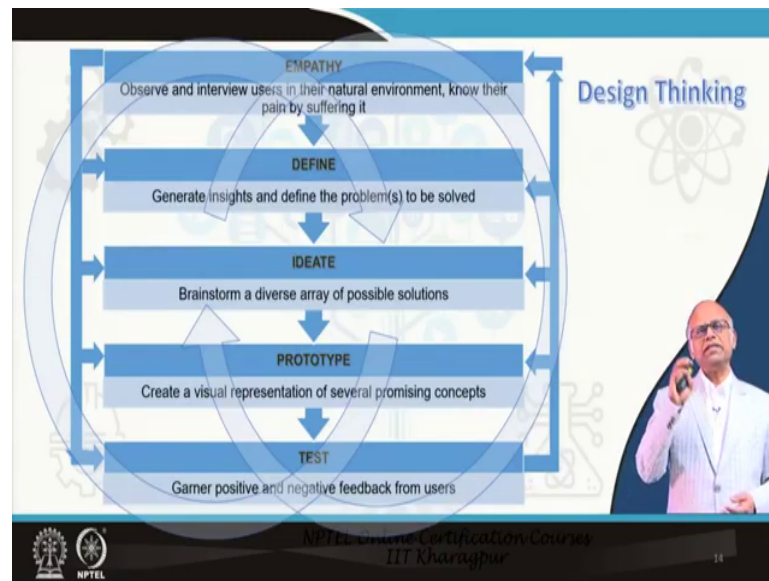 Design Thinking
EMPATHY
Observe and interview users in their natural environment, know their
pain by suffering it
DEFINE
Generate insights and define the problem(s) to be solved
IDEATE
Brainstorm a diverse array of possible solutions
PROTOTYPE
Create a visual representation of several promising concepts
TEST
Garner positive and negative feedback from users
NPTEL
NPTEL Online Certification Courses
IIT Kharagpur
14